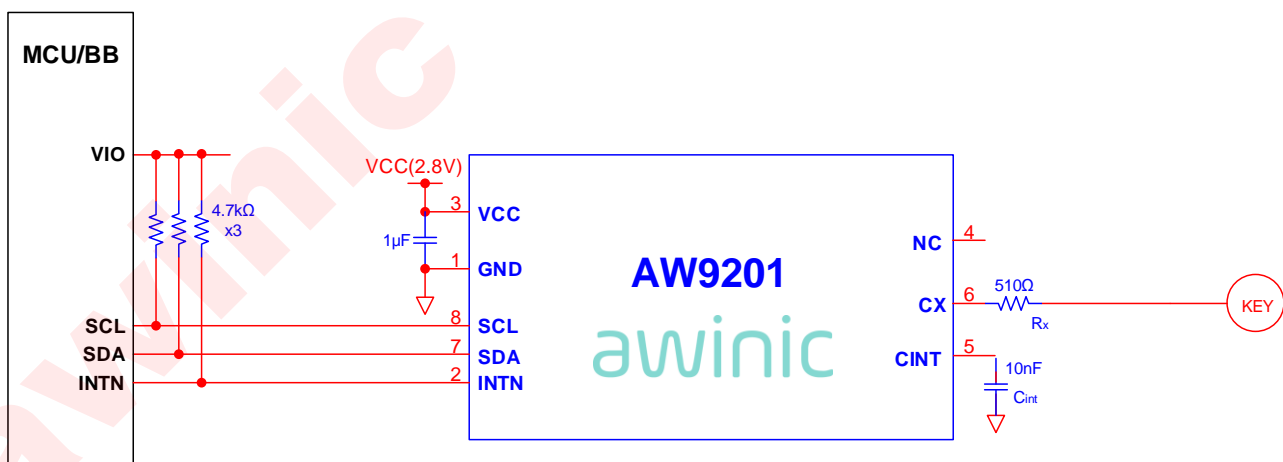 MCU/BB
VIO
4.7kΩ
x3
SCL
SDA
INTN
VCC(2.8V)
1µF
3
1
8
7
2
VCC
GND
SCL
SDA
INTN
AW9201
awinic
NC
4
CX
6
510Ω
Rx
KEY
CINT
5
10nF
Cint
awinic